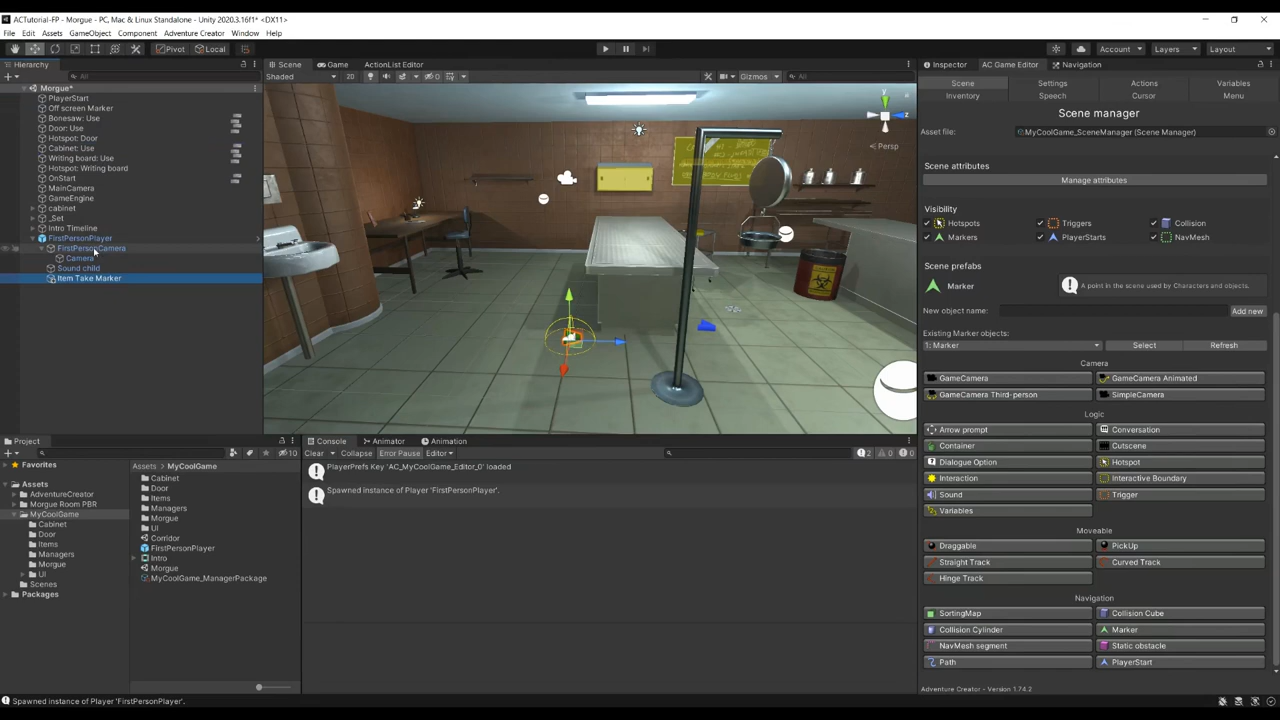 ACTutorial-FP - Morgue - PC, Mac & Linux Standalone - Unity 2020.3.16f1* <DX11>
File Edit Assets GameObject Component Adventure Creator Window Help
Pivot Local Account Layers Layout
Hierarchy
All
Morgue*
PlayerStart
Off screen Marker
Bonesaw: Use
Door: Use
Hotspot: Door
Cabinet: Use
Writing board: Use
Hotspot: Writing board
OnStart
MainCamera
GameEngine
cabinet
_Set
Intro Timeline
FirstPersonPlayer
FirstPersonCamera
Camera
Sound child
Item Take Marker
Scene Game ActionList Editor
Shaded 2D 0 Gizmos All
y
z
Persp
Inspector AC Game Editor Navigation
Scene Settings Actions Variables
Inventory Speech Cursor Menu
Scene manager
Asset file: MyCoolGame_SceneManager (Scene Manager)
Scene attributes
Manage attributes
Visibility
Hotspots Triggers Collision
Markers PlayerStarts NavMesh
Scene prefabs
Marker A point in the scene used by Characters and objects.
New object name: Add new
Existing Marker objects:
1: Marker Select Refresh
Camera
GameCamera GameCamera Animated
GameCamera Third-person SimpleCamera
Logic
Arrow prompt Conversation
Container Cutscene
Dialogue Option Hotspot
Interaction Interactive Boundary
Sound Trigger
Variables
Moveable
Draggable PickUp
Straight Track Curved Track
Hinge Track
Navigation
SortingMap Collision Cube
Collision Cylinder Marker
NavMesh segment Static obstacle
Path PlayerStart
Adventure Creator - Version 1.74.2
Project
10
Favorites
Assets
AdventureCreator
Morgue Room PBR
MyCoolGame
Cabinet
Door
Items
Managers
Morgue
UI
Scenes
Packages
Assets > MyCoolGame
Cabinet
Door
Items
Managers
Morgue
UI
Corridor
FirstPersonPlayer
Intro
Morgue
MyCoolGame_ManagerPackage
Console Animator Animation
Clear Collapse Error Pause Editor 2 0 0
PlayerPrefs Key 'AC_MyCoolGame_Editor_0' loaded
Spawned instance of Player 'FirstPersonPlayer'.
Spawned instance of Player 'FirstPersonPlayer'.